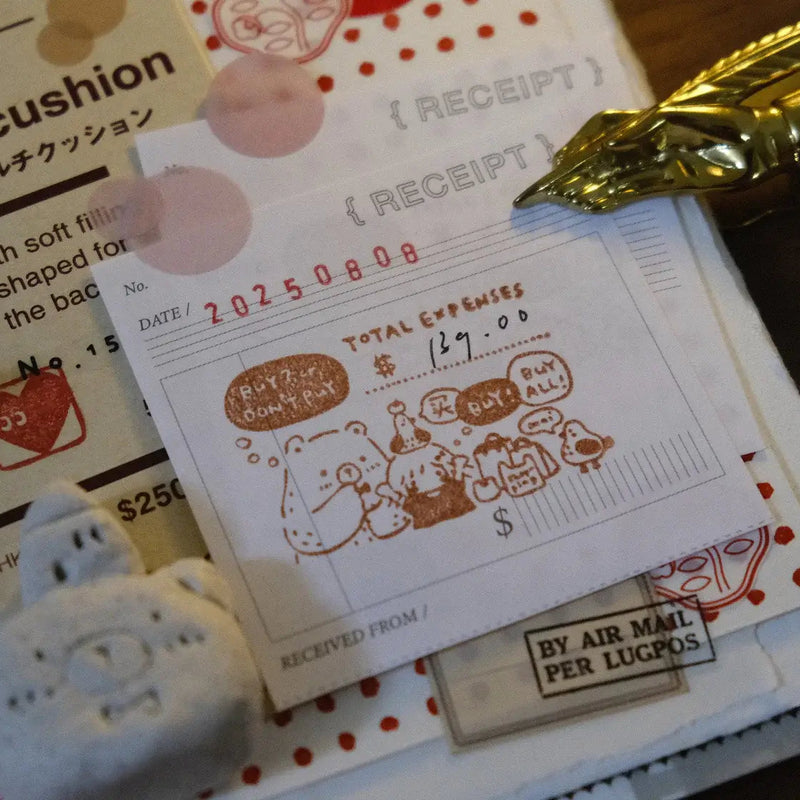 cushion
ルチクッション
{ RECEIPT }
{ RECEIPT }
No.
DATE / 20250808
th soft filling
shaped for
the bac
No.15
TOTAL EXPENSES
$ 139.00
BUY? or
DON'T BUY
买
BUY!
BUY
ALL!
$250
$
RECEIVED FROM /
BY AIR MAIL
PER LUGPOS